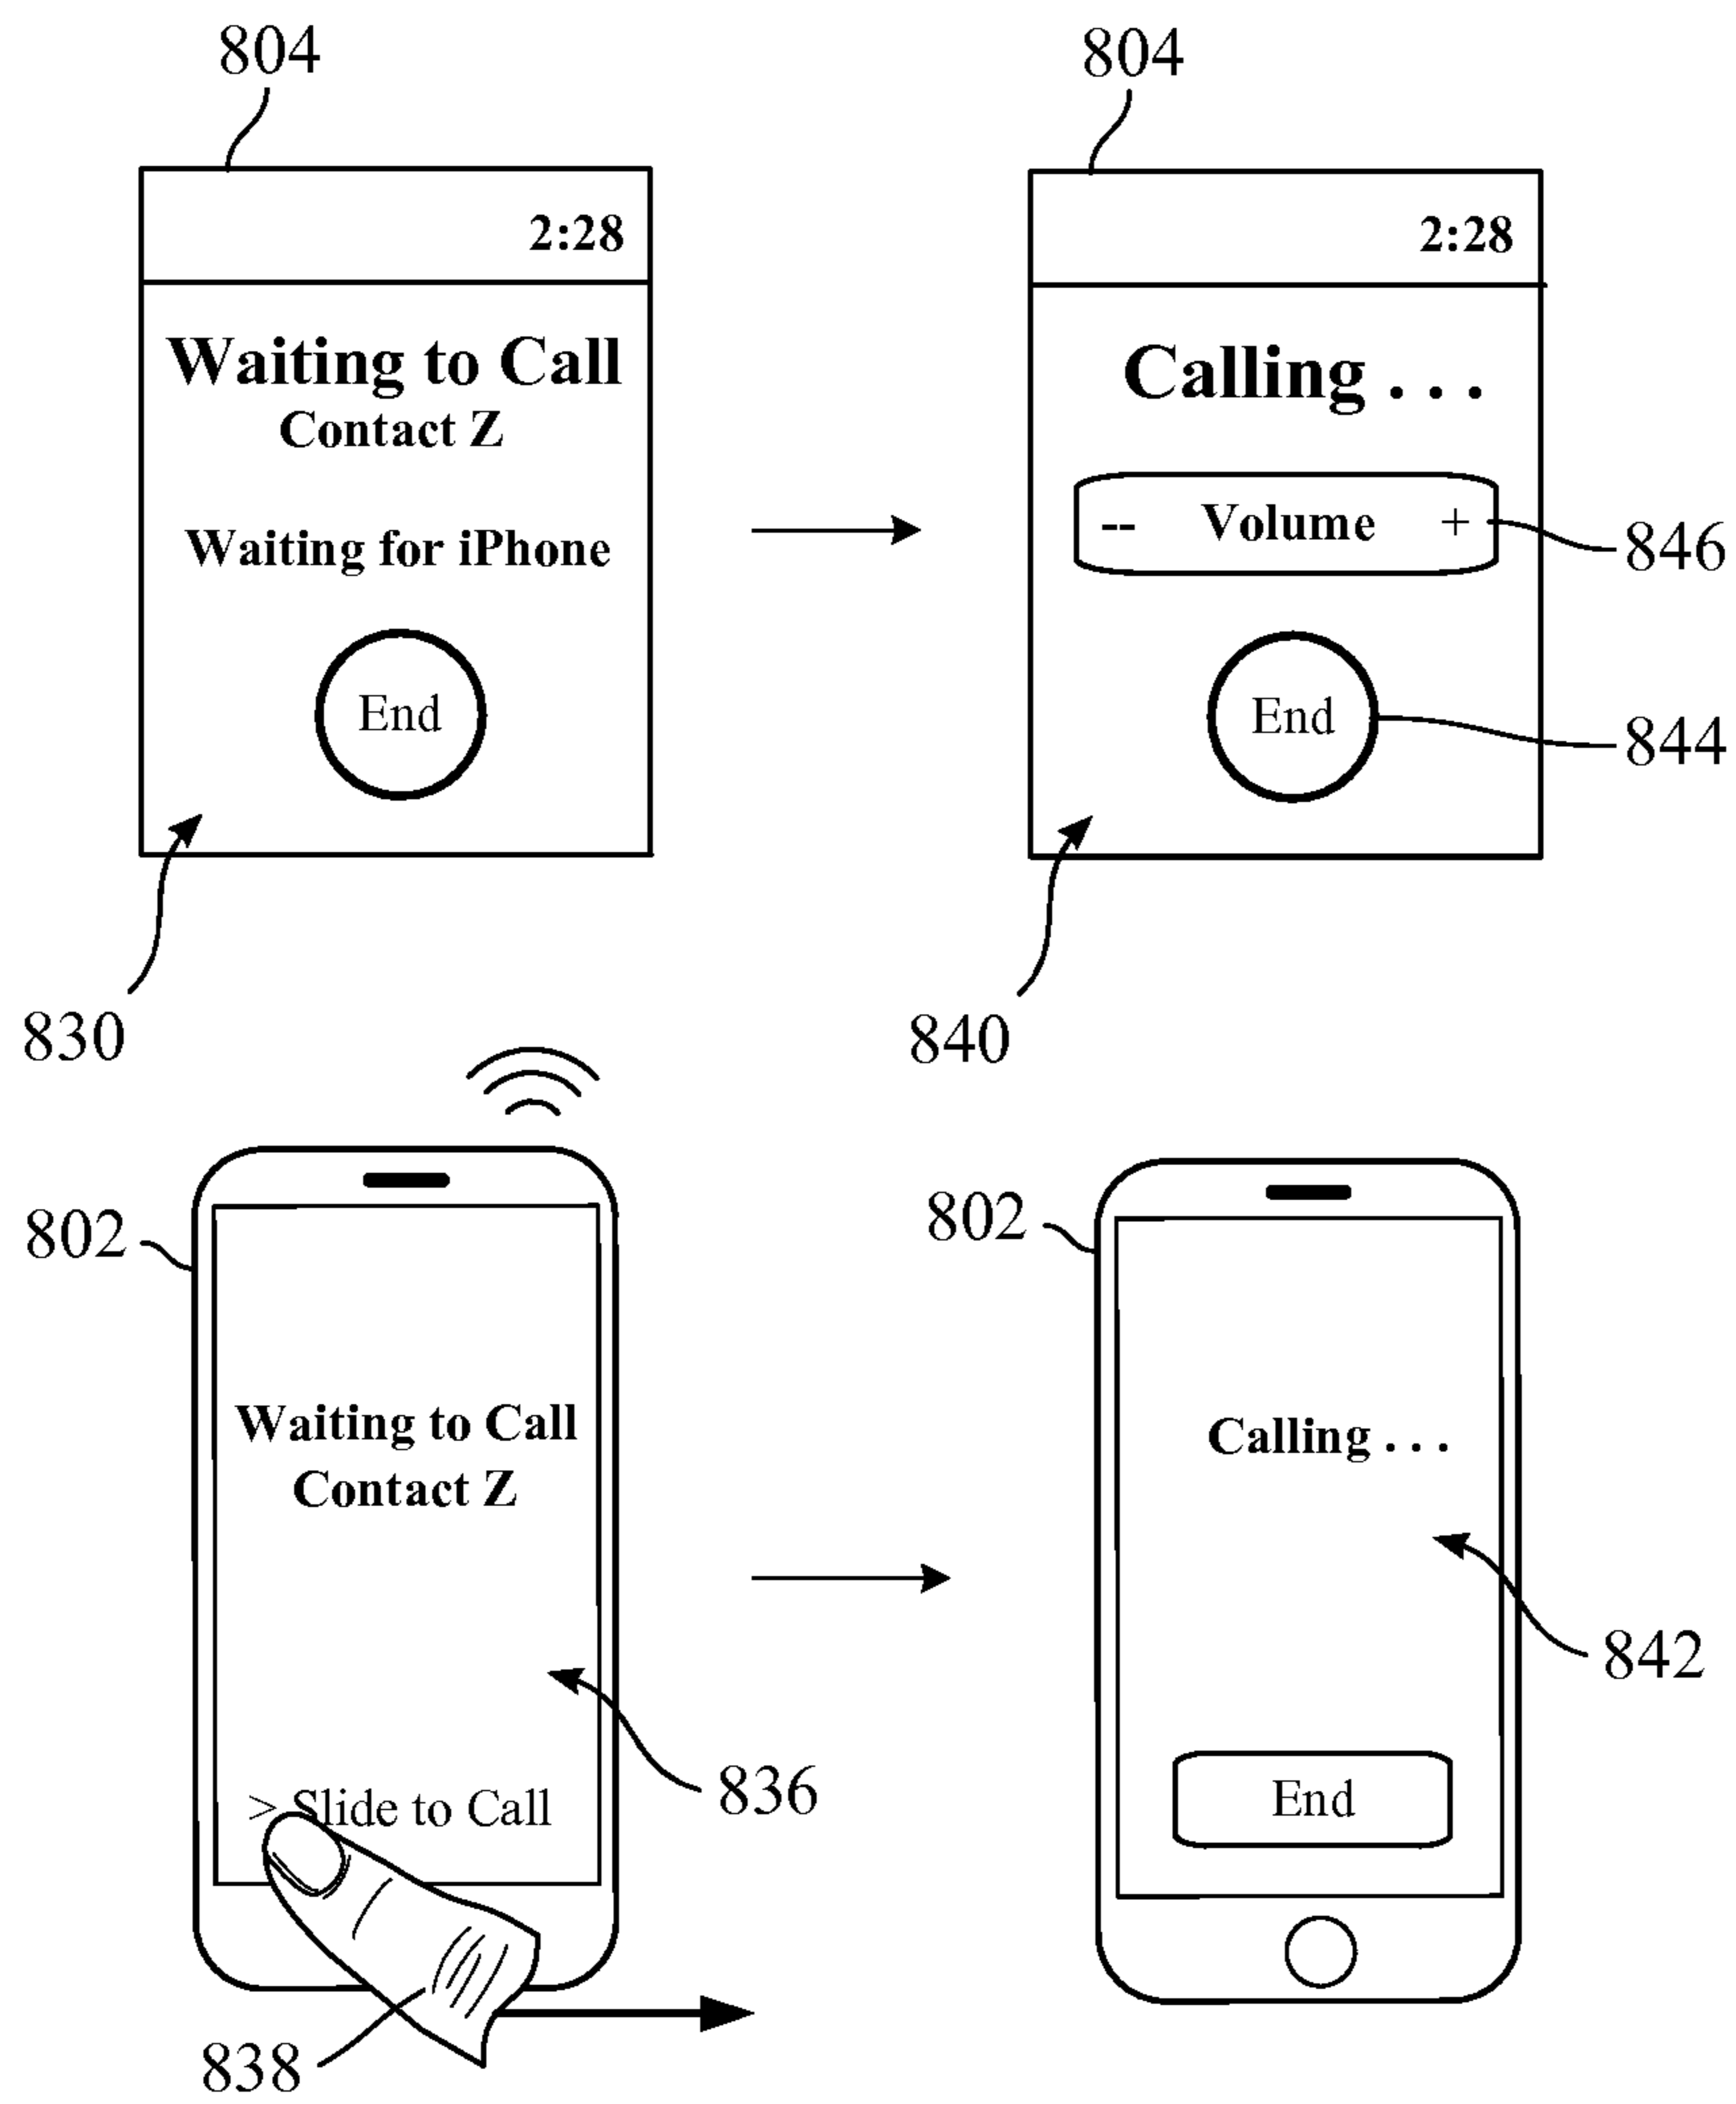 804
804
2:28
2:28
Waiting to Call
Contact Z
Waiting for iPhone
End
Calling . . .
-- Volume +
End
846
844
830
840
802
802
Waiting to Call
Contact Z
> Slide to Call
Calling . . .
End
836
842
838